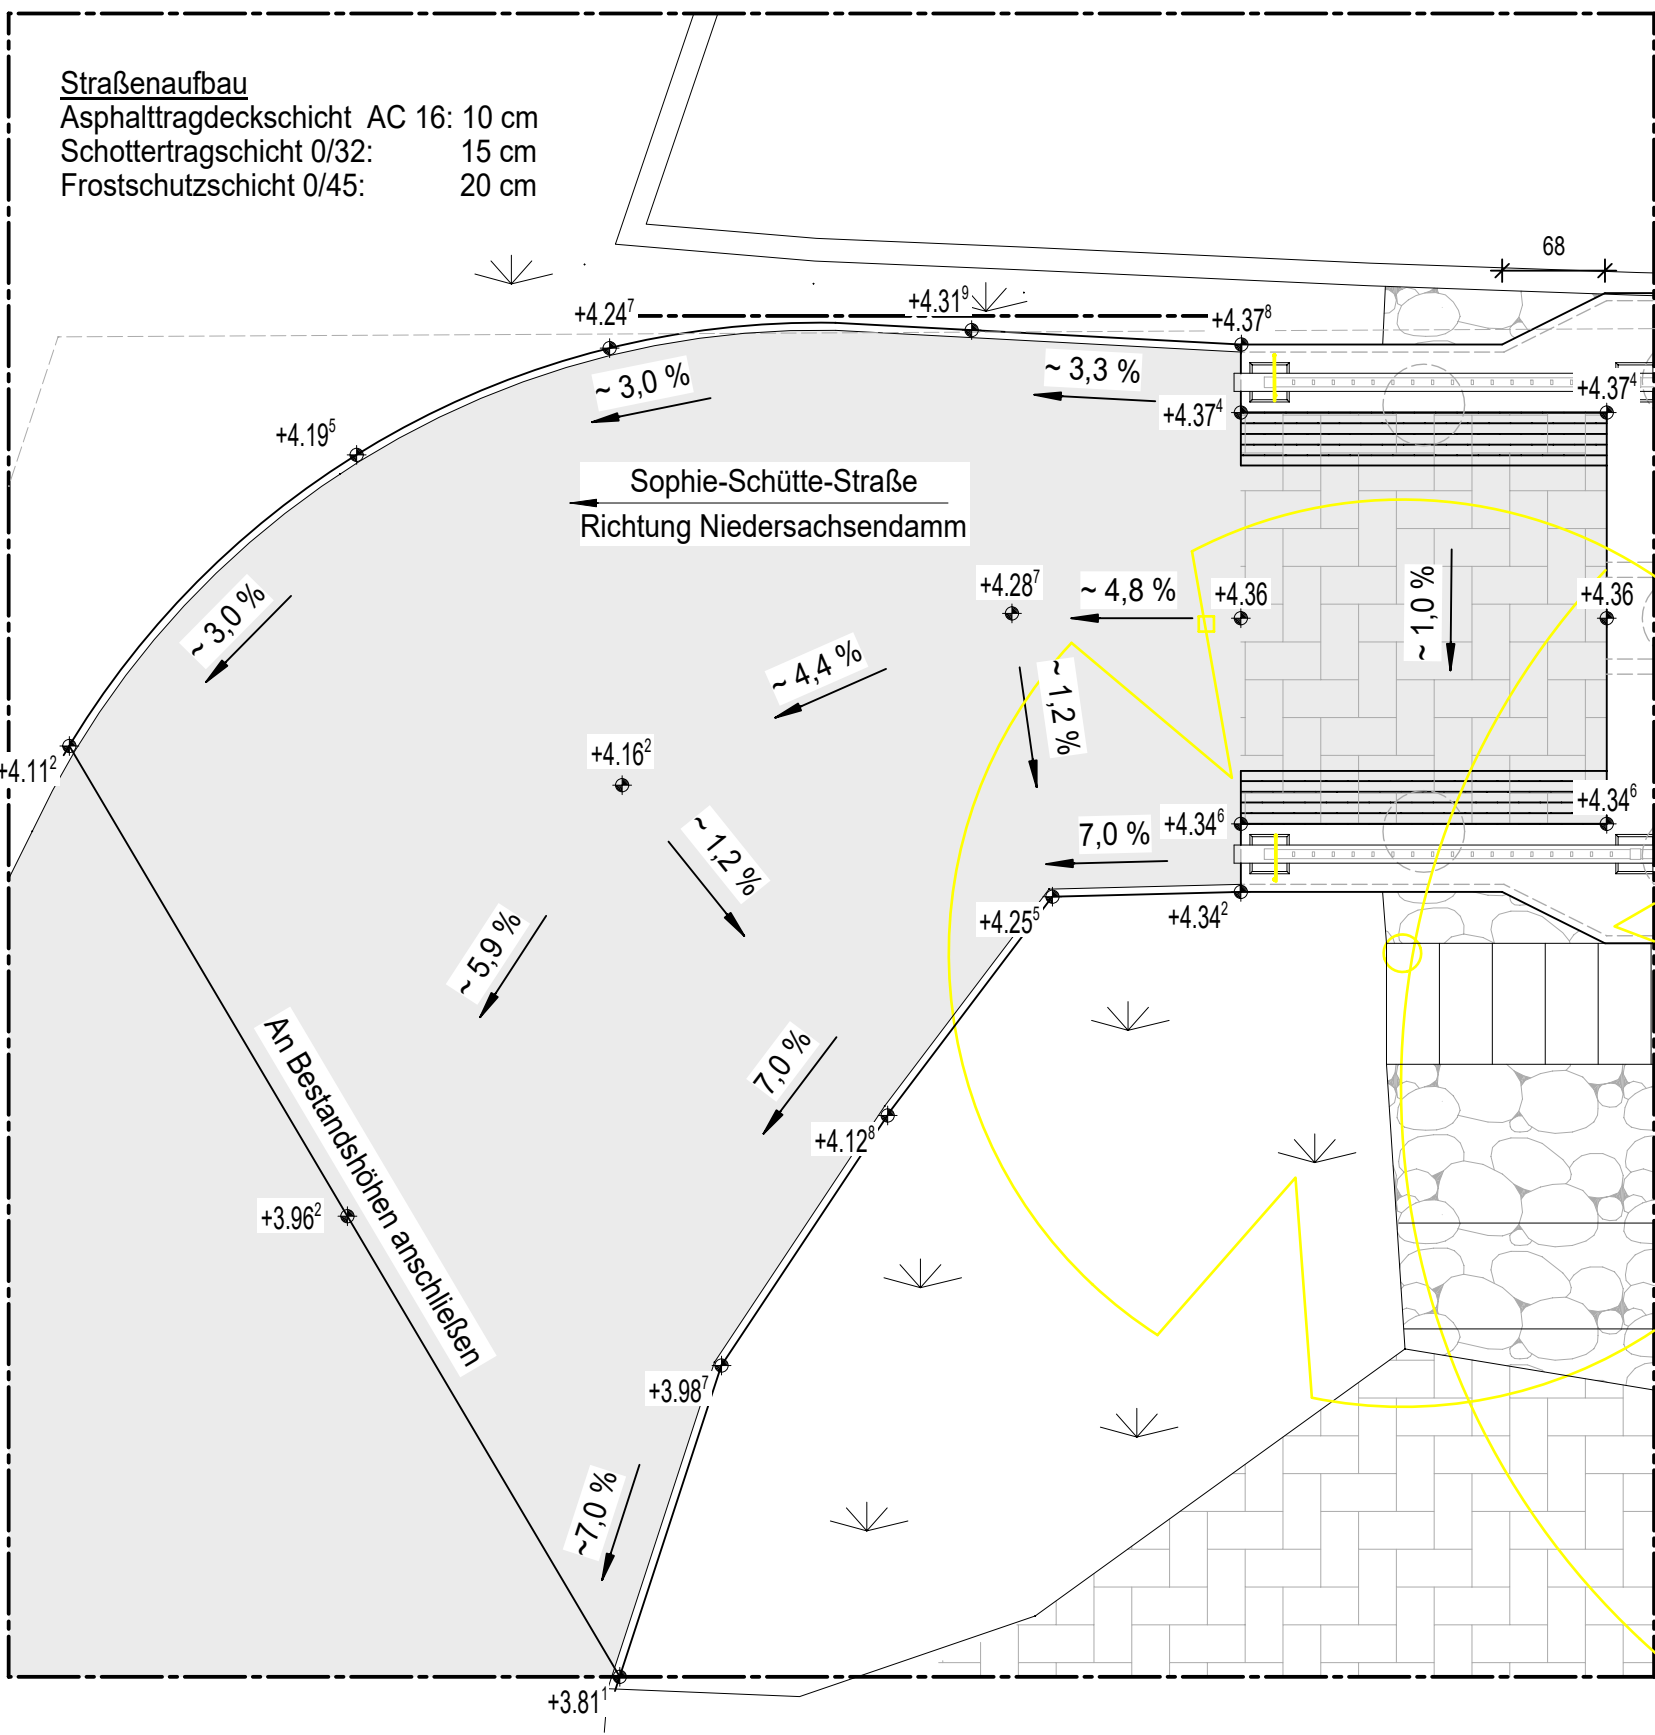 Straßenaufbau
Asphalttragdeckschicht AC 16: 10 cm
Schottertragschicht 0/32: 15 cm
Frostschutzschicht 0/45: 20 cm
68
+4.31⁹
+4.24⁷
+4.37⁸
~ 3,0 %
~ 3,3 %
+4.37⁴
+4.37⁴
+4.19⁵
Sophie-Schütte-Straße
Richtung Niedersachsendamm
+4.28⁷
~ 4,8 %
+4.36
~ 1,0 %
+4.36
~ 3,0 %
~ 4,4 %
~ 1,2 %
+4.16²
+4.11²
+4.34⁶
+4.34⁶
7,0 %
~ 1,2 %
+4.25⁵
+4.34²
~ 5,9 %
7,0 %
+4.12⁸
An Bestandshöhen anschließen
+3.96²
+3.98⁷
~7,0 %
+3.81¹